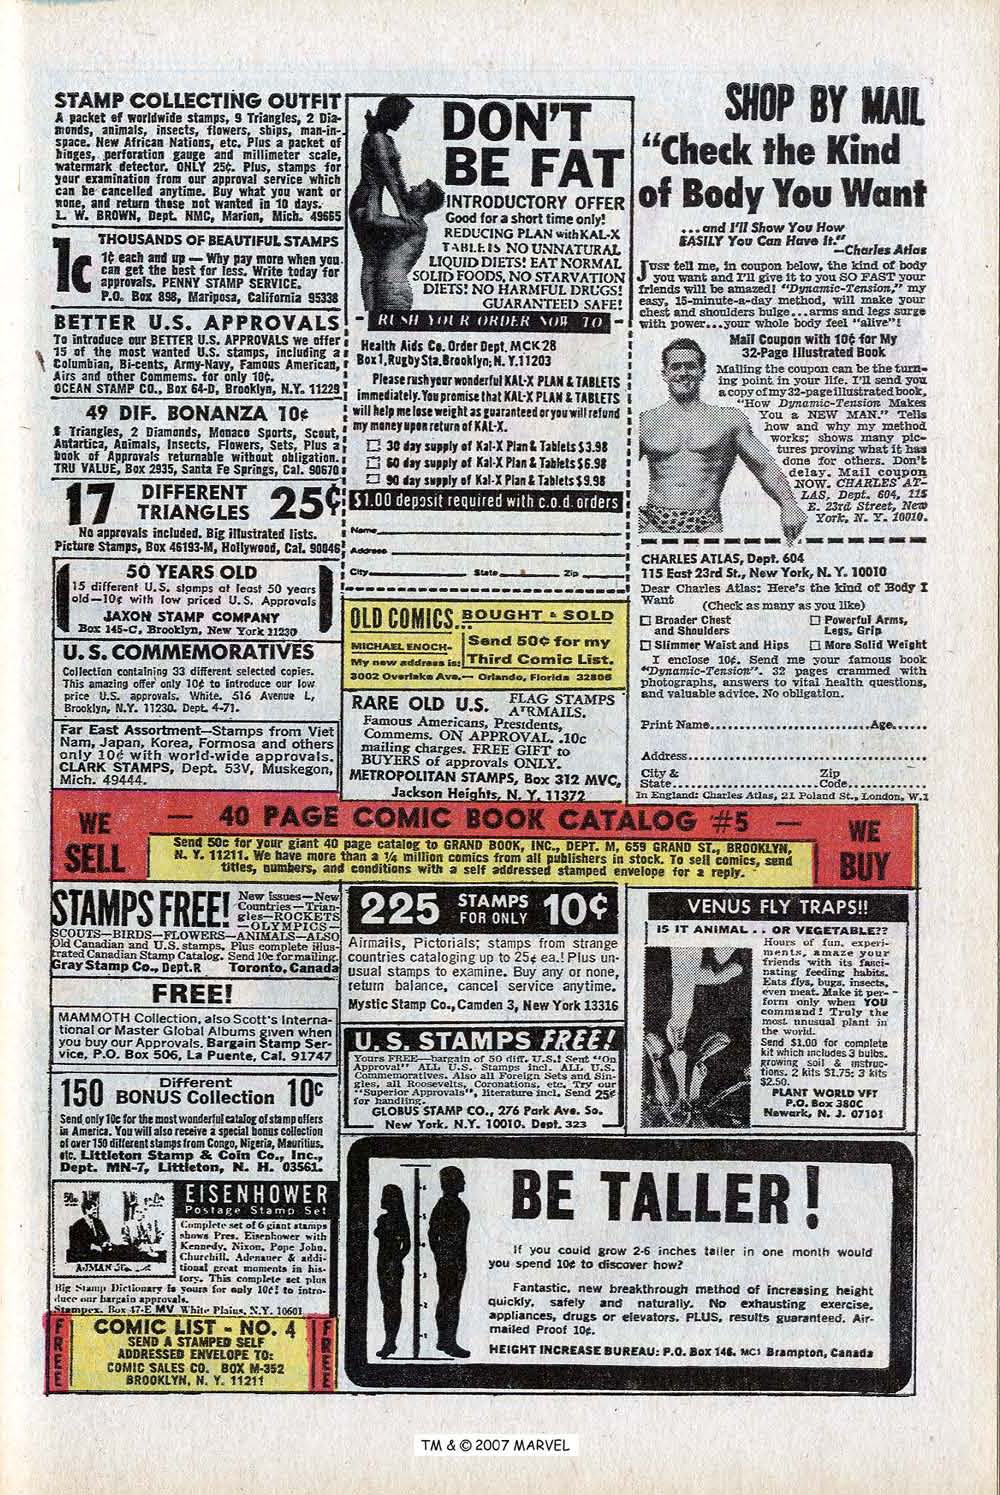 STAMP COLLECTING OUTFIT
A packet of worldwide stamps, 9 Triangles, 2 Dia-
monds, animals, insects, flowers, ships, man-in-
space. New African Nations, etc. Plus a packet of
hinges, perforation gauge and millimeter scale,
watermark detector. ONLY 25¢. Plus, stamps for
your examination from our approval service which
can be cancelled anytime. Buy what you want or
none, and return those not wanted in 10 days.
L. W. BROWN, Dept. NMC, Marion, Mich. 49665
1c
THOUSANDS OF BEAUTIFUL STAMPS
1¢ each and up — Why pay more when you
can get the best for less. Write today for
approvals. PENNY STAMP SERVICE.
P.O. Box 898, Mariposa, California 95338
BETTER U.S. APPROVALS
To introduce our BETTER U.S. APPROVALS we offer
15 of the most wanted U.S. stamps, including a
Columbian, Bi-cents, Army-Navy, Famous American,
Airs and other Commems. for only 10¢.
OCEAN STAMP CO., Box 64-D, Brooklyn, N.Y. 11229
49 DIF. BONANZA 10¢
8 Triangles, 2 Diamonds, Monaco Sports, Scout,
Antartica, Animals, Insects, Flowers, Sets, Plus a
book of Approvals returnable without obligation.
TRU VALUE, Box 2935, Santa Fe Springs, Cal. 90670
17 DIFFERENT TRIANGLES 25¢
No approvals included. Big illustrated lists.
Picture Stamps, Box 46193-M, Hollywood, Cal. 90046
50 YEARS OLD
15 different U.S. stamps at least 50 years
old—10¢ with low priced U.S. Approvals
JAXON STAMP COMPANY
Box 145-C, Brooklyn, New York 11230
U. S. COMMEMORATIVES
Collection containing 33 different selected copies.
This amazing offer only 10¢ to introduce our low
price U.S. approvals. White, 516 Avenue L,
Brooklyn, N.Y. 11230. Dept. 4-71.
Far East Assortment—Stamps from Viet
Nam, Japan, Korea, Formosa and others
only 10¢ with world-wide approvals.
CLARK STAMPS, Dept. 53V, Muskegon,
Mich. 49444.
DON'T
BE FAT
INTRODUCTORY OFFER
Good for a short time only!
REDUCING PLAN with KAL-X
TABLETS NO UNNATURAL
LIQUID DIETS! EAT NORMAL
SOLID FOODS, NO STARVATION
DIETS! NO HARMFUL DRUGS!
GUARANTEED SAFE!
RUSH YOUR ORDER NOW TO
Health Aids Co. Order Dept. MCK28
Box 1, Rugby Sta. Brooklyn, N. Y. 11203
Please rush your wonderful KAL-X PLAN & TABLETS
immediately. You promise that KAL-X PLAN & TABLETS
will help me lose weight as guaranteed or you will refund
my money upon return of KAL-X.
30 day supply of Kal-X Plan & Tablets $3.98
60 day supply of Kal-X Plan & Tablets $6.98
90 day supply of Kal-X Plan & Tablets $9.98
$1.00 deposit required with c.o.d. orders
Name
Address
City State Zip
OLD COMICS... BOUGHT & SOLD
MICHAEL ENOCH-
My new address is:
Send 50¢ for my
Third Comic List.
3002 Overlake Ave.— Orlando, Florida 32806
RARE OLD U.S. FLAG STAMPS
AIRMAILS.
Famous Americans, Presidents,
Commems. ON APPROVAL. .10c
mailing charges. FREE GIFT to
BUYERS of approvals ONLY.
METROPOLITAN STAMPS, Box 312 MVC,
Jackson Heights, N. Y. 11372
SHOP BY MAIL
"Check the Kind
of Body You Want
...and I'll Show You How
EASILY You Can Have It."
—Charles Atlas
Just tell me, in coupon below, the kind of body
you want and I'll give it to you SO FAST your
friends will be amazed! "Dynamic-Tension," my
easy, 15-minute-a-day method, will make your
chest and shoulders bulge...arms and legs surge
with power...your whole body feel "alive"!
Mail Coupon with 10¢ for My
32-Page Illustrated Book
Mailing the coupon can be the turn-
ing point in your life. I'll send you
a copy of my 32-page illustrated book,
"How Dynamic-Tension Makes
You a NEW MAN." Tells
how and why my method
works; shows many pic-
tures proving what it has
done for others. Don't
delay. Mail coupon
NOW. CHARLES AT-
LAS, Dept. 604, 115
E. 23rd Street, New
York, N. Y. 10010.
CHARLES ATLAS, Dept. 604
115 East 23rd St., New York, N. Y. 10010
Dear Charles Atlas: Here's the kind of Body I
Want
(Check as many as you like)
Broader Chest and Shoulders
Powerful Arms, Legs, Grip
Slimmer Waist and Hips
More Solid Weight
I enclose 10¢. Send me your famous book
"Dynamic-Tension". 32 pages crammed with
photographs, answers to vital health questions,
and valuable advice. No obligation.
Print Name Age
Address
City & State Zip Code
In England: Charles Atlas, 21 Poland St., London, W.1
WE SELL
— 40 PAGE COMIC BOOK CATALOG #5 —
Send 50c for your giant 40 page catalog to GRAND BOOK, INC., DEPT. M, 659 GRAND ST., BROOKLYN,
N. Y. 11211. We have more than a ¼ million comics from all publishers in stock. To sell comics, send
titles, numbers, and conditions with a self addressed stamped envelope for a reply.
WE BUY
STAMPS FREE! New Issues—New
Countries—Trian-
gles—ROCKETS
—OLYMPICS—
SCOUTS—BIRDS—FLOWERS—ANIMALS—ALSO
Old Canadian and U.S. stamps, Plus complete illus-
trated Canadian Stamp Catalog. Send 10c for mailing.
Gray Stamp Co., Dept. R Toronto, Canada
FREE!
MAMMOTH Collection, also Scott's Interna-
tional or Master Global Albums given when
you buy our Approvals. Bargain Stamp Ser-
vice, P.O. Box 506, La Puente, Cal. 91747
150 Different BONUS Collection 10¢
Send only 10c for the most wonderful catalog of stamp offers
in America. You will also receive a special bonus collection
of over 150 different stamps from Congo, Nigeria, Mauritius,
etc. Littleton Stamp & Coin Co., Inc.,
Dept. MN-7, Littleton, N. H. 03561.
AJMAN
EISENHOWER
Postage Stamp Set
Complete set of 6 giant stamps
shows Pres. Eisenhower with
Kennedy, Nixon, Pope John,
Churchill, Adenauer & addi-
tional great moments in his-
tory. This complete set plus
Big Stamp Dictionary is yours for only 10¢! to intro-
duce our bargain approvals.
Stampex, Box 47-E MV White Plains, N.Y. 10601
FREE
COMIC LIST - NO. 4
SEND A STAMPED SELF
ADDRESSED ENVELOPE TO:
COMIC SALES CO. BOX M-352
BROOKLYN, N. Y. 11211
FREE
225 STAMPS FOR ONLY 10¢
Airmails, Pictorials; stamps from strange
countries cataloging up to 25¢ ea.! Plus un-
usual stamps to examine. Buy any or none,
return balance, cancel service anytime.
Mystic Stamp Co., Camden 3, New York 13316
U. S. STAMPS FREE!
Yours FREE—bargain of 50 diff. U.S.! Sent "On
Approval" ALL U.S. Stamps incl. ALL U.S.
Commemoratives. Also all Foreign Sets and Sin-
gles, all Roosevelts, Coronations, etc. Try our
"Superior Approvals", literature incl. Send 25¢
for handling.
GLOBUS STAMP CO., 276 Park Ave. So.
New York, N.Y. 10010. Dept. 323
VENUS FLY TRAPS!!
IS IT ANIMAL . . OR VEGETABLE??
Hours of fun, experi-
ments, amaze your
friends with its fasci-
nating feeding habits.
Eats flys, bugs, insects,
even meat. Make it per-
form only when YOU
command! Truly the
most unusual plant in
the world.
Send $1.00 for complete
kit which includes 3 bulbs,
growing soil & instruc-
tions. 2 kits $1.75; 3 kits
$2.50.
PLANT WORLD VFT
P.O. Box 380C
Newark, N. J. 07101
BE TALLER!
If you could grow 2-6 inches taller in one month would
you spend 10¢ to discover how?
Fantastic, new breakthrough method of increasing height
quickly, safely and naturally. No exhausting exercise,
appliances, drugs or elevators. PLUS, results guaranteed. Air-
mailed Proof 10¢.
HEIGHT INCREASE BUREAU: P.O. Box 146, MC1 Brampton, Canada
TM & © 2007 MARVEL